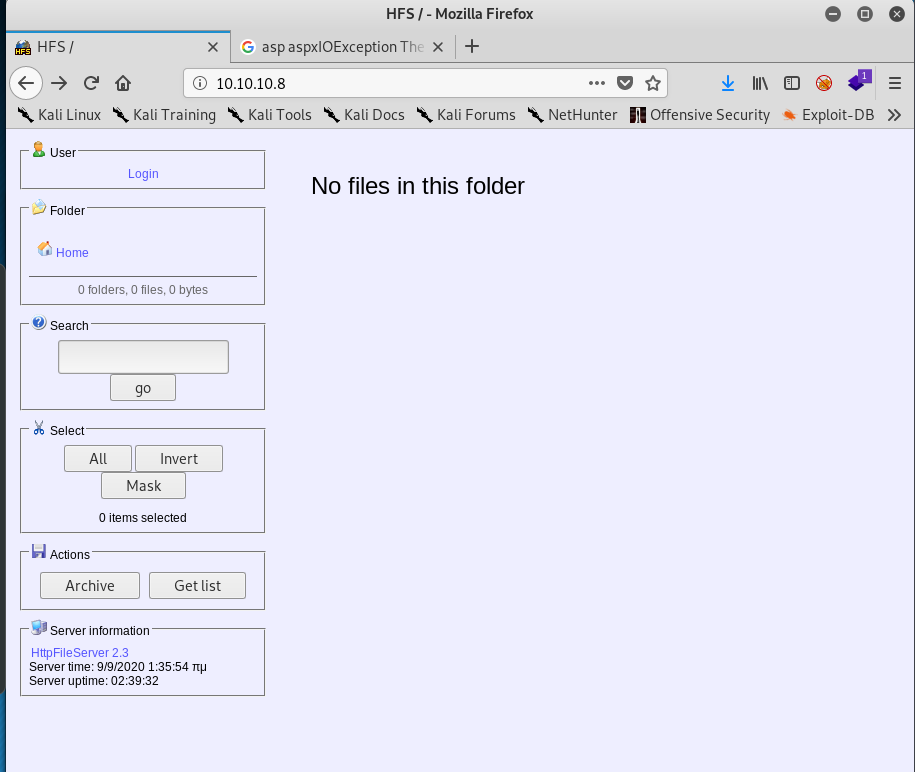 HFS / - Mozilla Firefox
HFS /
asp aspxIOException The
10.10.10.8
1
Kali Linux Kali Training Kali Tools Kali Docs Kali Forums NetHunter Offensive Security Exploit-DB
User
Login
No files in this folder
Folder
Home
0 folders, 0 files, 0 bytes
Search
go
Select
All Invert
Mask
0 items selected
Actions
Archive Get list
Server information
HttpFileServer 2.3
Server time: 9/9/2020 1:35:54 πμ
Server uptime: 02:39:32